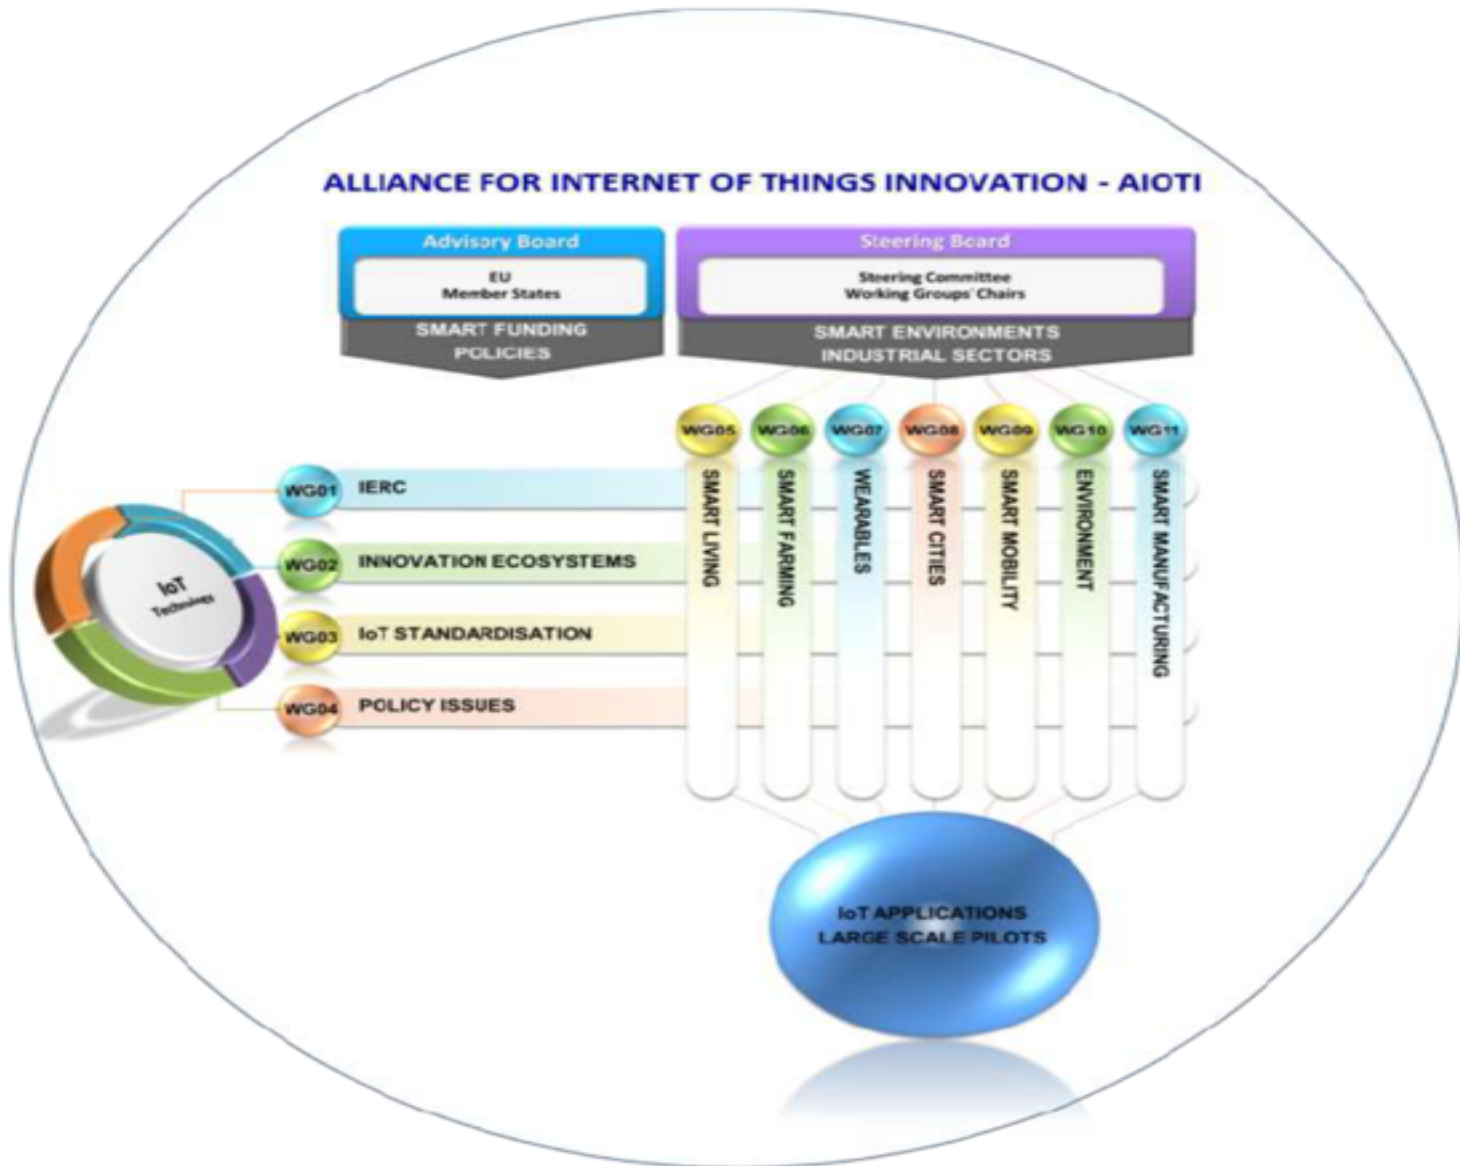 ALLIANCE FOR INTERNET OF THINGS INNOVATION - AIOTI
Advisory Board
EU
Member States
SMART FUNDING
POLICIES
Steering Board
Steering Committee
Working Groups' Chairs
SMART ENVIRONMENTS
INDUSTRIAL SECTORS
WG05
WG06
WG07
WG08
WG09
WG10
WG11
SMART LIVING
SMART FARMING
WEARABLES
SMART CITIES
SMART MOBILITY
ENVIRONMENT
SMART MANUFACTURING
WG01
IERC
WG02
INNOVATION ECOSYSTEMS
WG03
IoT STANDARDISATION
WG04
POLICY ISSUES
IoT
IoT APPLICATIONS
LARGE SCALE PILOTS